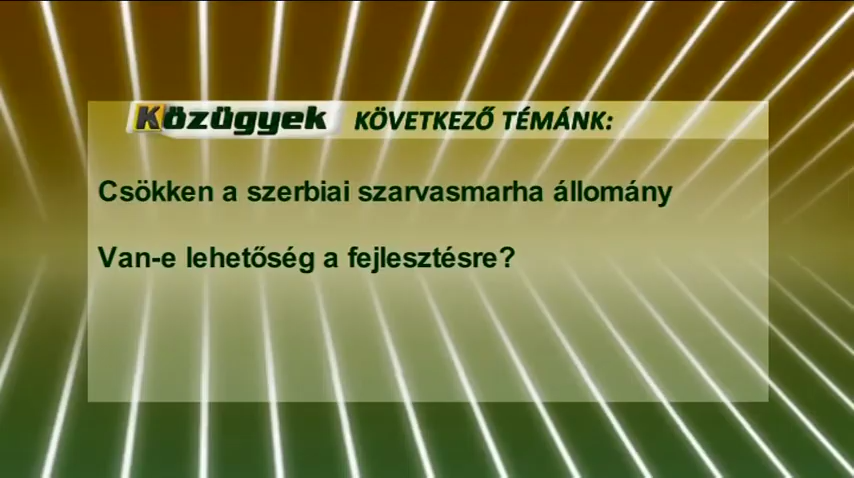 Közügyek KÖVETKEZŐ TÉMÁNK:
Csökken a szerbiai szarvasmarha állomány
Van-e lehetőség a fejlesztésre?